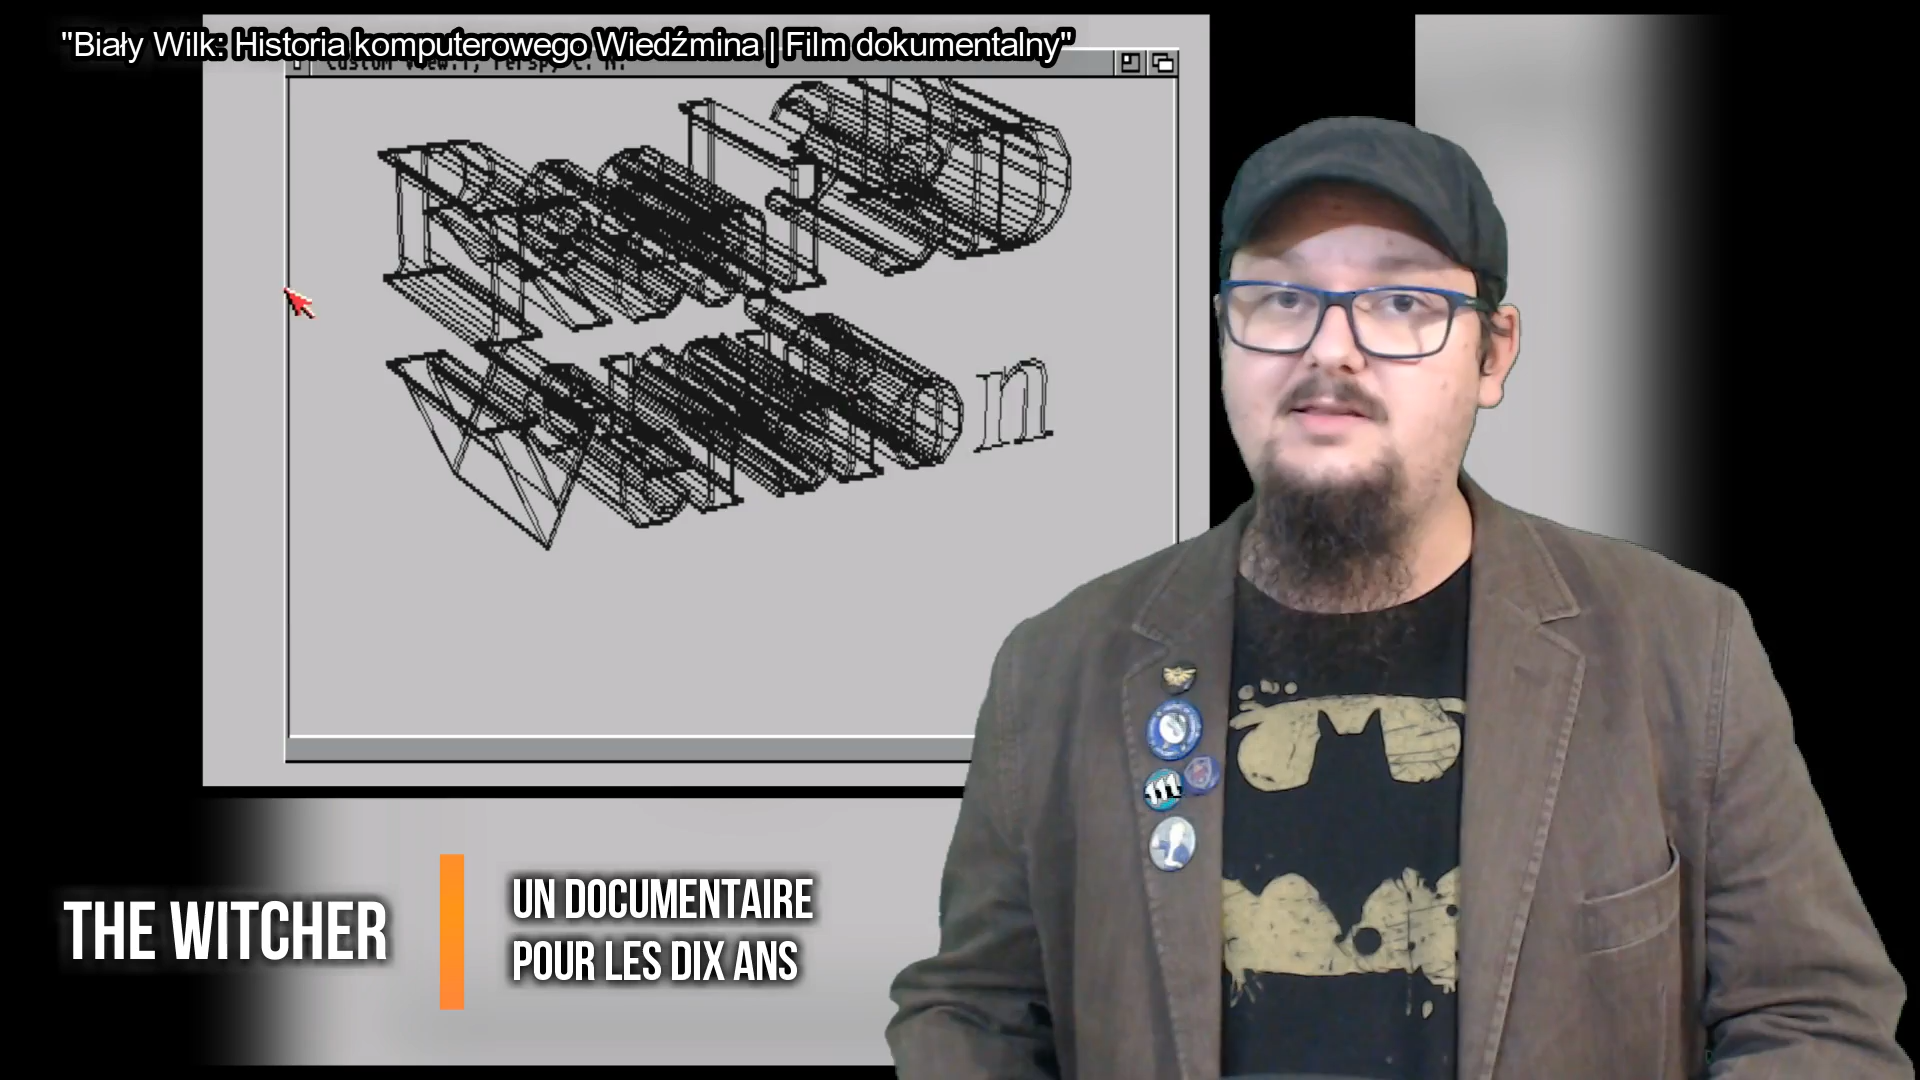 "Biały Wilk: Historia komputerowego Wiedźmina | Film dokumentalny"
n
THE WITCHER
UN DOCUMENTAIRE
POUR LES DIX ANS